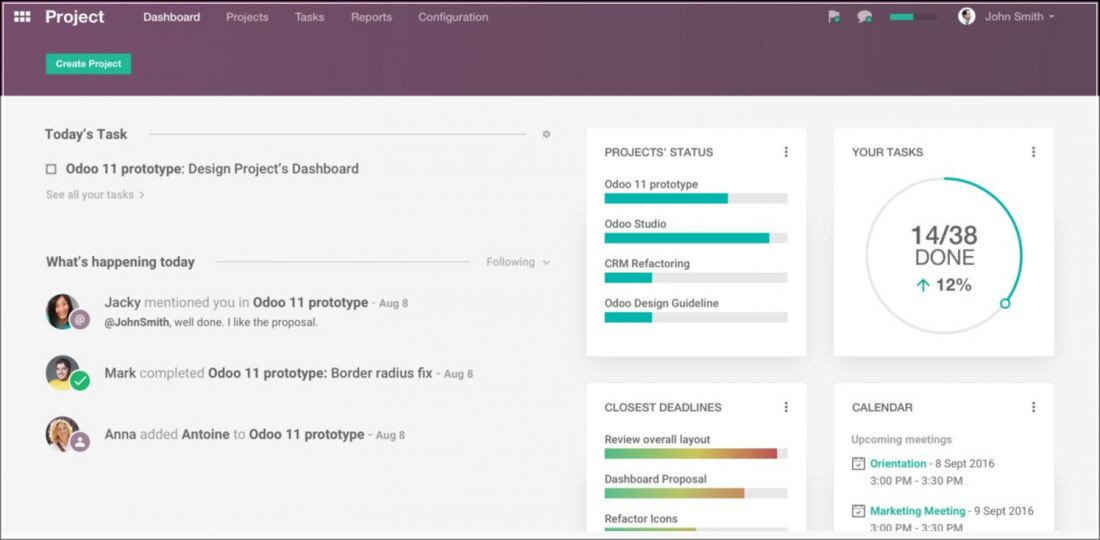 Project Dashboard Projects Tasks Reports Configuration John Smith
Create Project
Today's Task
Odoo 11 prototype: Design Project's Dashboard
See all your tasks >
What's happening today Following
Jacky mentioned you in Odoo 11 prototype - Aug 8
@JohnSmith, well done. I like the proposal.
@
Mark completed Odoo 11 prototype: Border radius fix - Aug 8
Anna added Antoine to Odoo 11 prototype - Aug 8
PROJECTS' STATUS
Odoo 11 prototype
Odoo Studio
CRM Refactoring
Odoo Design Guideline
YOUR TASKS
14/38
DONE
↑ 12%
CLOSEST DEADLINES
Review overall layout
Dashboard Proposal
Refactor Icons
CALENDAR
Upcoming meetings
Orientation - 8 Sept 2016
3:00 PM - 3:30 PM
Marketing Meeting - 9 Sept 2016
3:00 PM - 3:30 PM